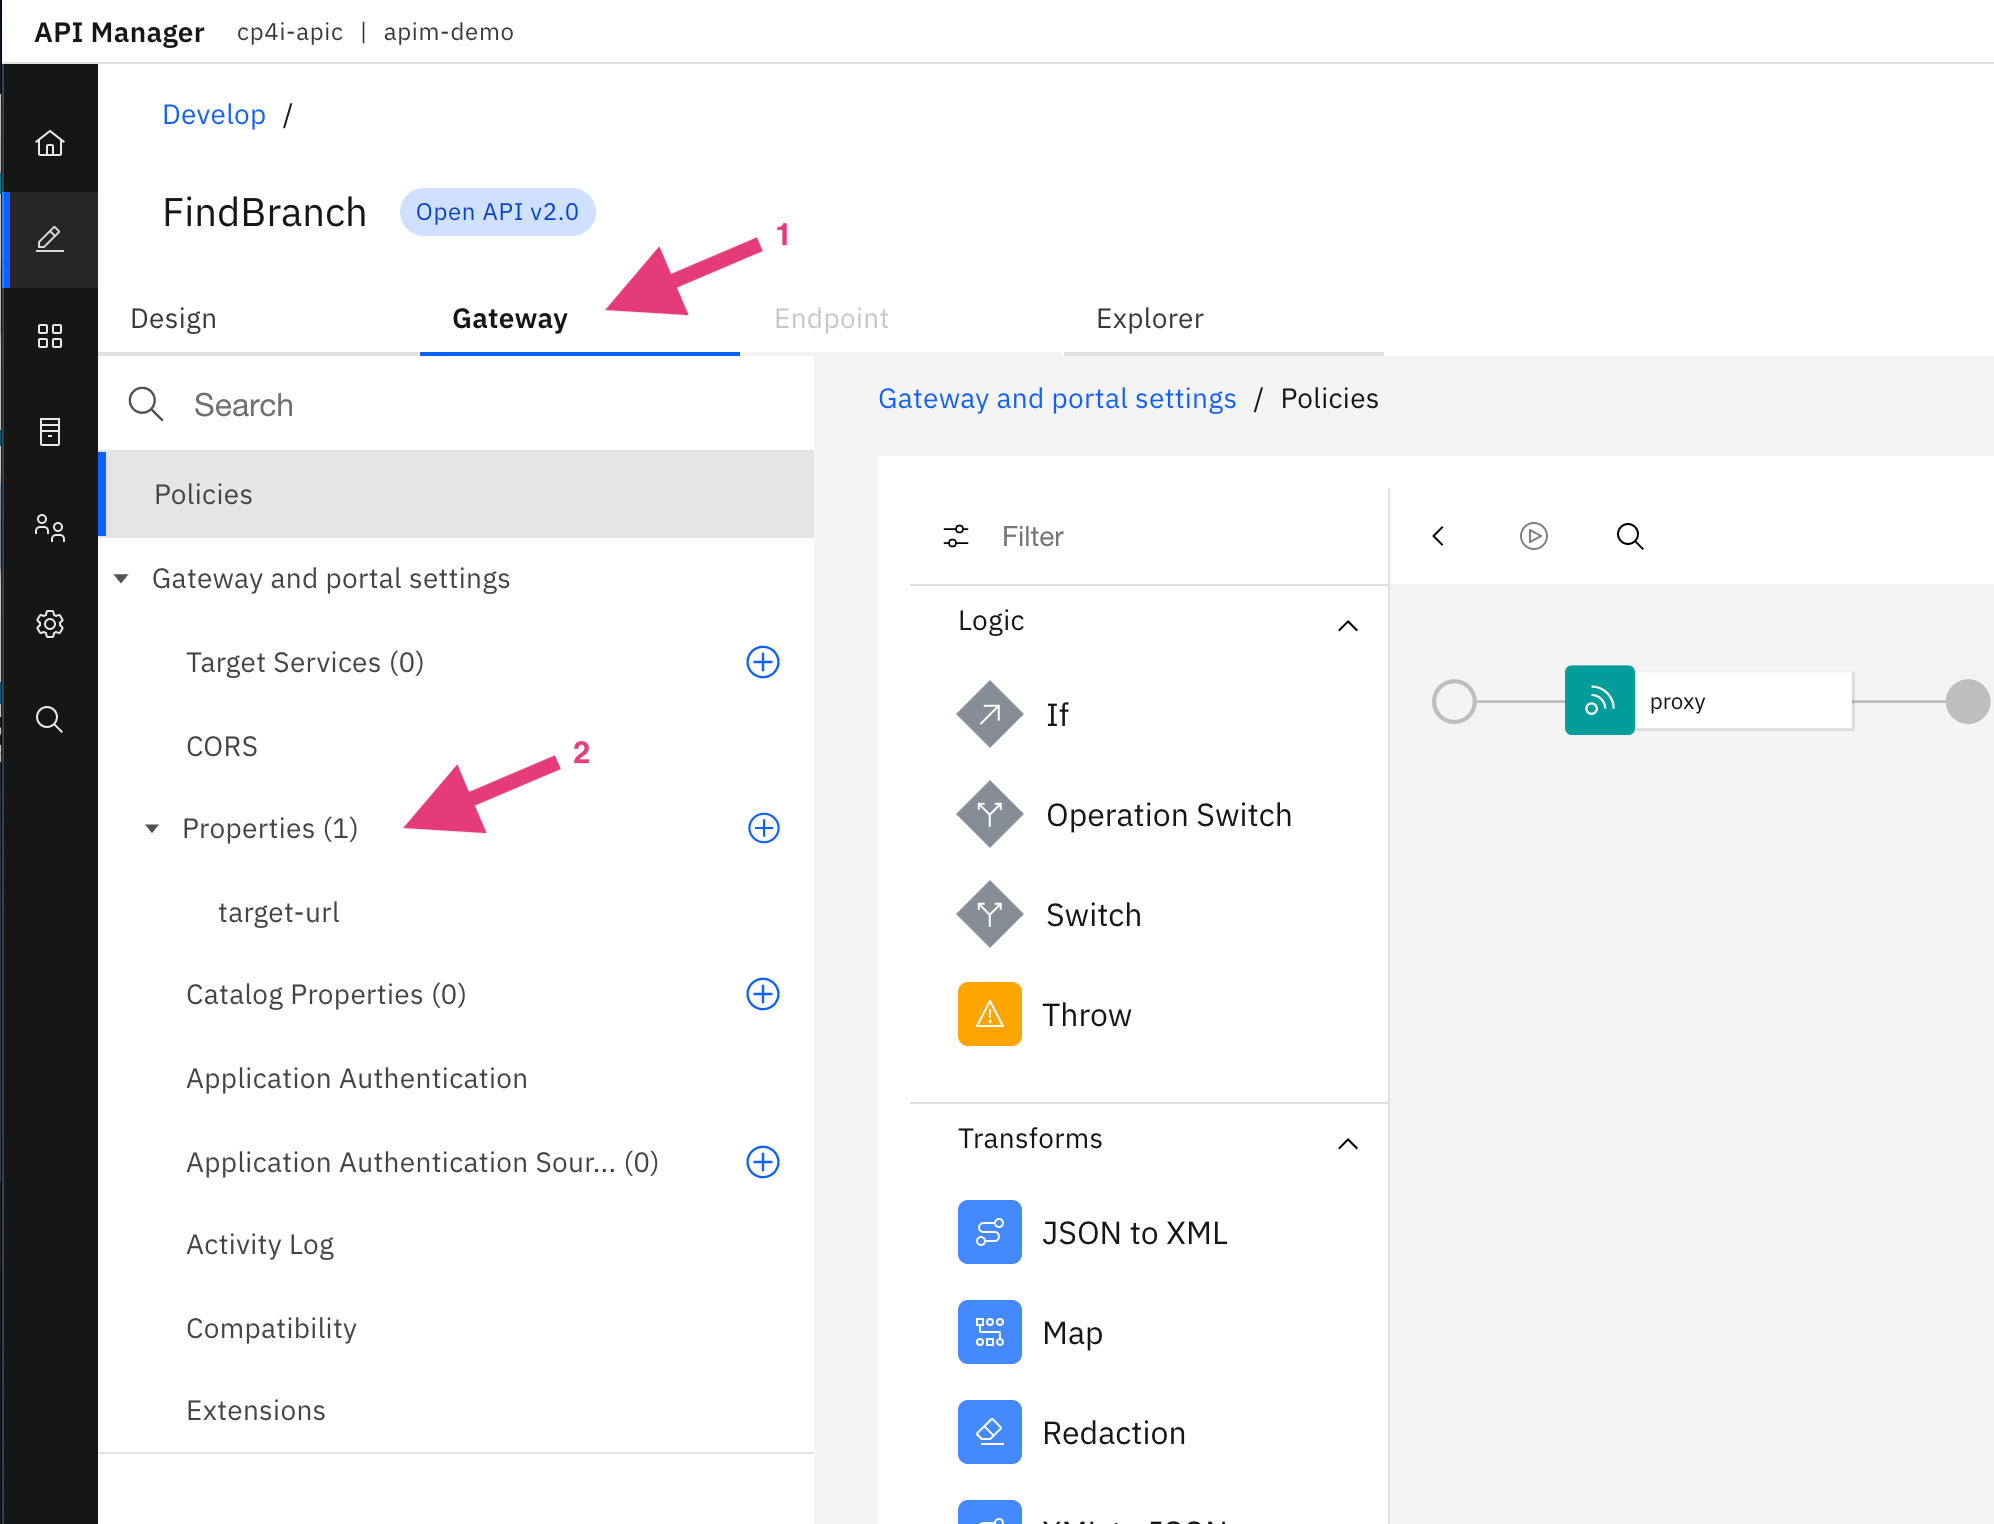 API Manager cp4i-apic | apim-demo
Develop /
FindBranch Open API v2.0
1
Design Gateway Endpoint Explorer
Search
Policies
Gateway and portal settings
Target Services (0)
CORS
2
Properties (1)
target-url
Catalog Properties (0)
Application Authentication
Application Authentication Sour... (0)
Activity Log
Compatibility
Extensions
Gateway and portal settings / Policies
Filter
Logic
If
Operation Switch
Switch
Throw
Transforms
JSON to XML
Map
Redaction
XML to JSON
proxy